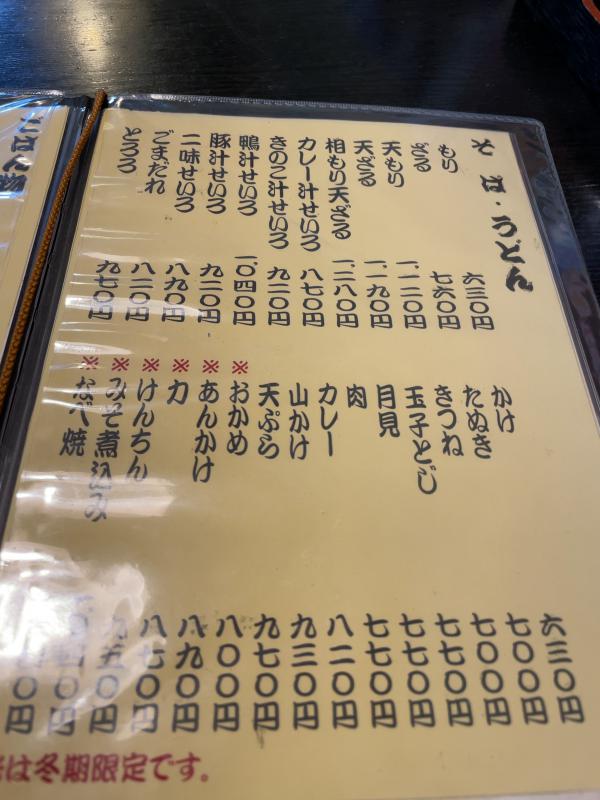 そば・うどん
もり 六三〇円
ざる 七六〇円
天もり 一、一二〇円
天ざる 一、一九〇円
相もり天ざる 一、二八〇円
カレー汁せいろ 八七〇円
きのこ汁せいろ 九二〇円
鴨汁せいろ 一、〇四〇円
豚汁せいろ 九二〇円
二味せいろ 八九〇円
ごまだれ 八二〇円
とろろ 九七〇円
かけ 六三〇円
たぬき 七〇〇円
きつね 七〇〇円
玉子とじ 七七〇円
月見 七七〇円
肉 七七〇円
カレー 八二〇円
山かけ 九三〇円
天ぷら 九七〇円
※おかめ 八〇〇円
※あんかけ 八九〇円
※力 八七〇円
※けんちん 九五〇円
※みそ煮込み
※なべ焼
は冬期限定です。
ごはん